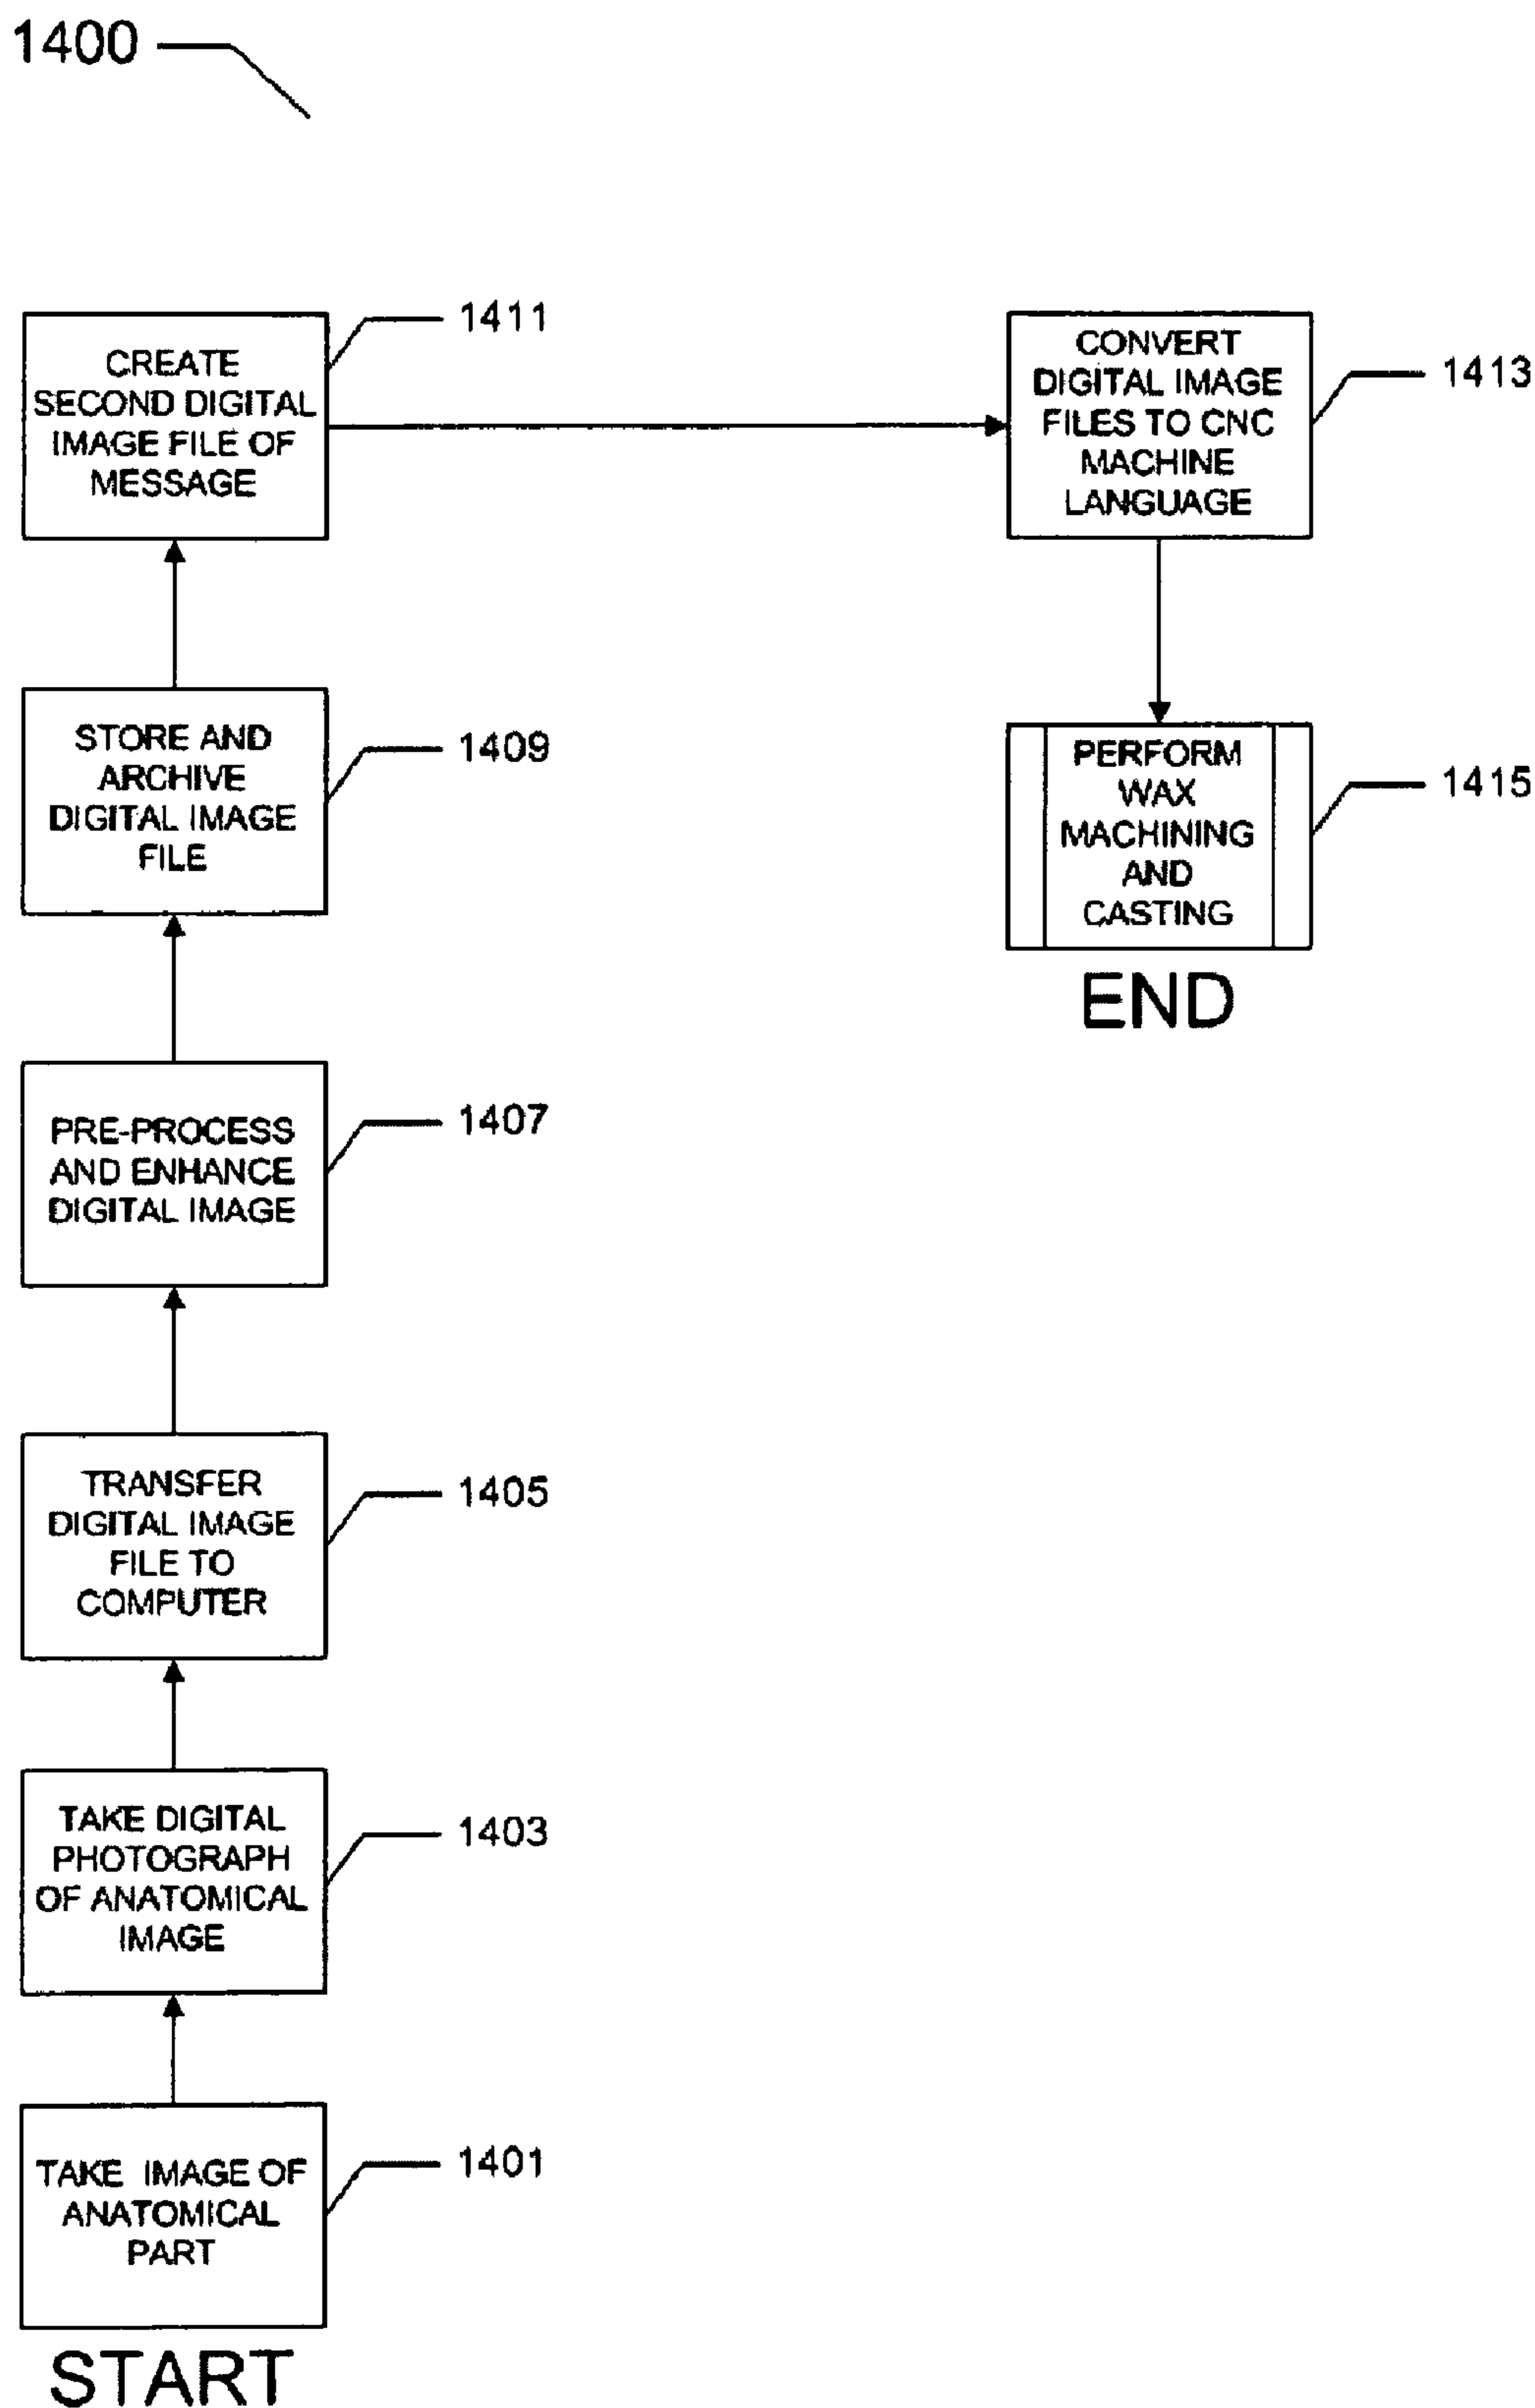 1400
CREATE
SECOND DIGITAL
IMAGE FILE OF
MESSAGE
1411
CONVERT
DIGITAL IMAGE
FILES TO CNC
MACHINE
LANGUAGE
1413
STORE AND
ARCHIVE
DIGITAL IMAGE
FILE
1409
PERFORM
WAX
MACHINING
AND
CASTING
1415
END
PRE-PROCESS
AND ENHANCE
DIGITAL IMAGE
1407
TRANSFER
DIGITAL IMAGE
FILE TO
COMPUTER
1405
TAKE DIGITAL
PHOTOGRAPH
OF ANATOMICAL
IMAGE
1403
TAKE IMAGE OF
ANATOMICAL
PART
1401
START